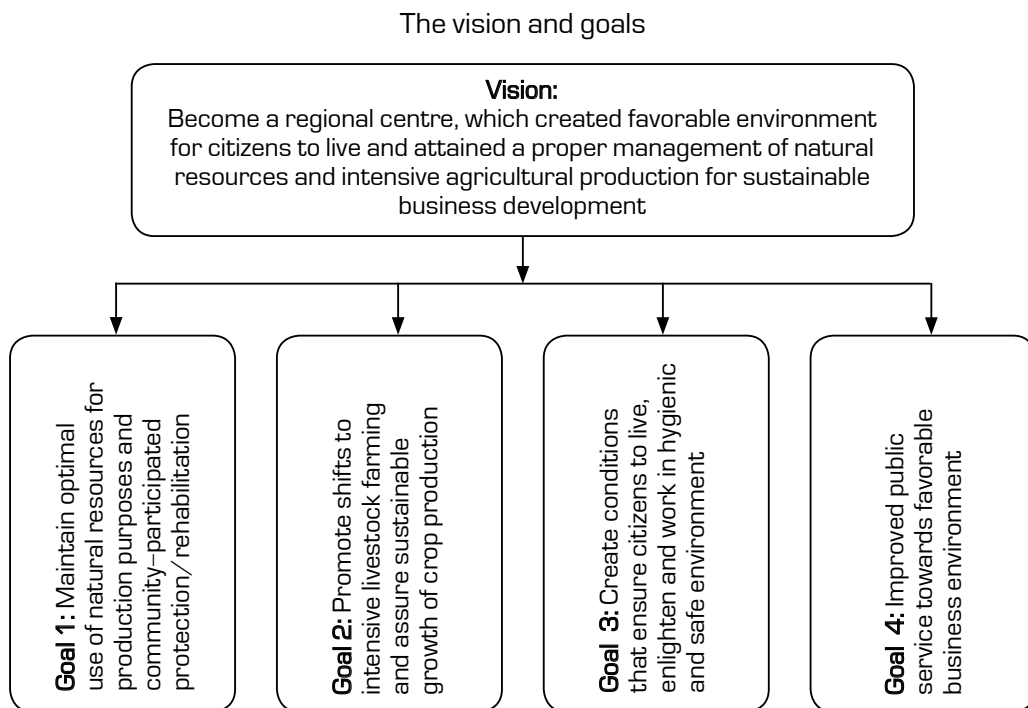 The vision and goals
Vision:
Become a regional centre, which created favorable environment
for citizens to live and attained a proper management of natural
resources and intensive agricultural production for sustainable
business development
Goal 1: Maintain optimal
use of natural resources for
production purposes and
community-participated
protection/rehabilitation
Goal 2: Promote shifts to
intensive livestock farming
and assure sustainable
growth of crop production
Goal 3: Create conditions
that ensure citizens to live,
enlighten and work in hygienic
and safe environment
Goal 4: Improved public
service towards favorable
business environment